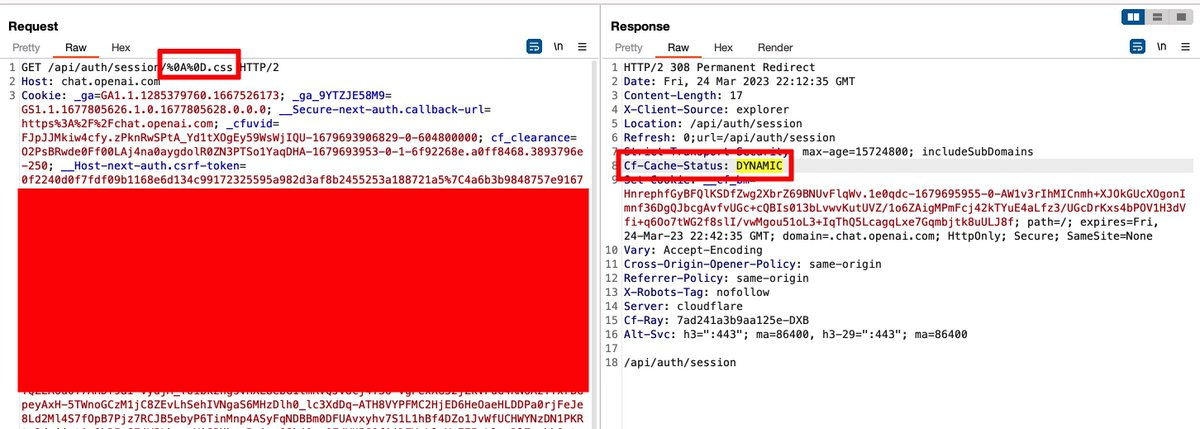 Request
Pretty Raw Hex
\n
1 GET /api/auth/session/%0A%0D.css HTTP/2
2 Host: chat.openai.com
3 Cookie: _ga=GA1.1.1285379760.1667526173; _ga_9YTZJE58M9=
GS1.1.1677805626.1.0.1677805628.0.0.0; __Secure-next-auth.callback-url=
https%3A%2F%2Fchat.openai.com; _cfuvid=
FJpJJMkiw4cfy.zPknRwSPtA_Yd1tXOgEy59WsWjIQU-1679693906829-0-604800000; cf_clearance=
O2PsBRwde0Ff00LAj4na0aygdolR0ZN3PTSo1YaqDHA-1679693953-0-1-6f92268e.a0ff8468.3893796e
-250; __Host-next-auth.csrf-token=
0f2240d0f7fdf09b1168e6d134c99172325595a982d3af8b2455253a188721a5%7C4a6b3b9848757e9167
peyAxH-5TWnoGCzM1jC8ZEvLhSehIVNgaS6MHzDlh0_lc3XdDq-ATH8VYPFMC2HjED6HeOaeHLDDPa0rjFeJe
8Ld2Ml4S7fOpB7Pjz7RCJB5ebyP6TinMnp4ASyFqNDBBm0DFUAvxyhv7S1L1hBf4DZo1JvWfUCHWYNzDN1PKR
Response
Pretty Raw Hex Render
\n
1 HTTP/2 308 Permanent Redirect
2 Date: Fri, 24 Mar 2023 22:12:35 GMT
3 Content-Length: 17
4 X-Client-Source: explorer
5 Location: /api/auth/session
6 Refresh: 0;url=/api/auth/session
7 Strict-Transport-Security: max-age=15724800; includeSubDomains
8 Cf-Cache-Status: DYNAMIC
9 Set-Cookie: __cf_bm=
HnrephfGyBFQlKSDfZwg2XbrZ69BNUvFlqWv.1e0qdc-1679695955-0-AW1v3rIhMICnmh+XJOkGUcXOgonI
mnf36DgQJbcgAvfvUGc+cQBIs013bLvwvKutUVZ/1o6ZAigMPmFcj42kTYuE4aLfz3/UGcDrKxs4bPOV1H3dV
fi+q6Oo7tWG2f8slI/vwMgou51oL3+IqThQ5LcagqLxe7Gqmbjtk8uULJ8f; path=/; expires=Fri,
24-Mar-23 22:42:35 GMT; domain=.chat.openai.com; HttpOnly; Secure; SameSite=None
10 Vary: Accept-Encoding
11 Cross-Origin-Opener-Policy: same-origin
12 Referrer-Policy: same-origin
13 X-Robots-Tag: nofollow
14 Server: cloudflare
15 Cf-Ray: 7ad241a3b9aa125e-DXB
16 Alt-Svc: h3=":443"; ma=86400, h3-29=":443"; ma=86400
17
18 /api/auth/session